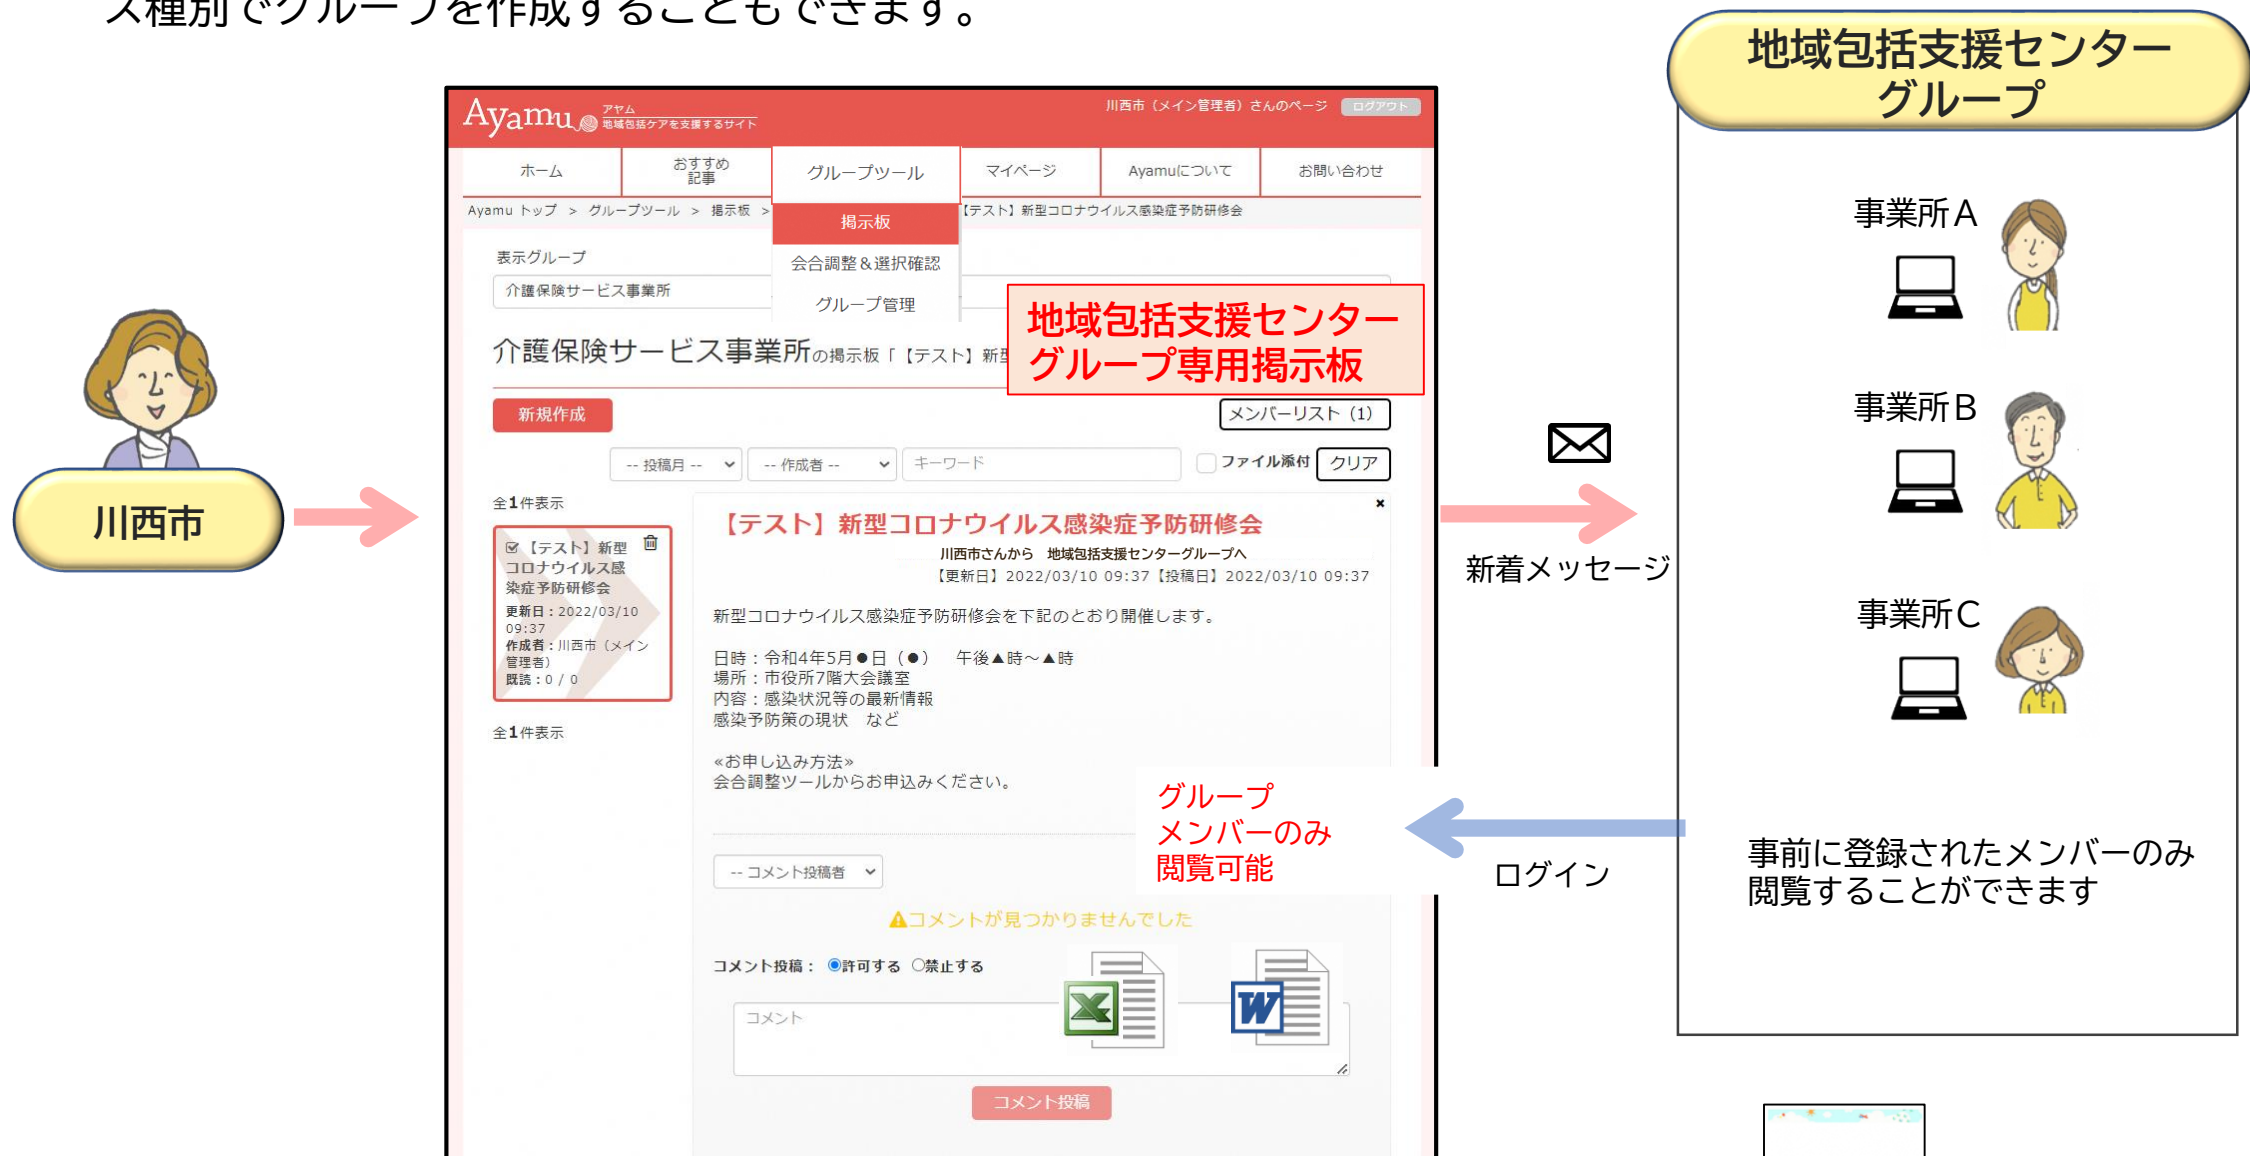 ス種別でグループを作成することもできます。
地域包括支援センター
グループ
Ayamu
アヤム
地域包括ケアを支援するサイト
川西市（メイン管理者）さんのページ
ログアウト
ホーム
おすすめ
記事
グループツール
マイページ
Ayamuについて
お問い合わせ
Ayamu トップ > グループツール > 掲示板 >
【テスト】新型コロナウイルス感染症予防研修会
掲示板
会合調整＆選択確認
グループ管理
表示グループ
介護保険サービス事業所
地域包括支援センター
グループ専用掲示板
介護保険サービス事業所の掲示板「【テスト】新型
新規作成
メンバーリスト（1）
-- 投稿月 --
-- 作成者 --
キーワード
ファイル添付
クリア
全1件表示
【テスト】新型
コロナウイルス感
染症予防研修会
更新日：2022/03/10
09:37
作成者：川西市（メイン
管理者）
既読：0 / 0
全1件表示
【テスト】新型コロナウイルス感染症予防研修会
川西市さんから　地域包括支援センターグループへ
【更新日】2022/03/10 09:37【投稿日】2022/03/10 09:37
新型コロナウイルス感染症予防研修会を下記のとおり開催します。
日時：令和4年5月●日（●）　午後▲時～▲時
場所：市役所7階大会議室
内容：感染状況等の最新情報
感染予防策の現状　など
«お申し込み方法»
会合調整ツールからお申込みください。
グループ
メンバーのみ
閲覧可能
-- コメント投稿者
コメントが見つかりませんでした
コメント投稿：
許可する
禁止する
コメント
コメント投稿
川西市
新着メッセージ
ログイン
事業所Ａ
事業所Ｂ
事業所Ｃ
事前に登録されたメンバーのみ
閲覧することができます